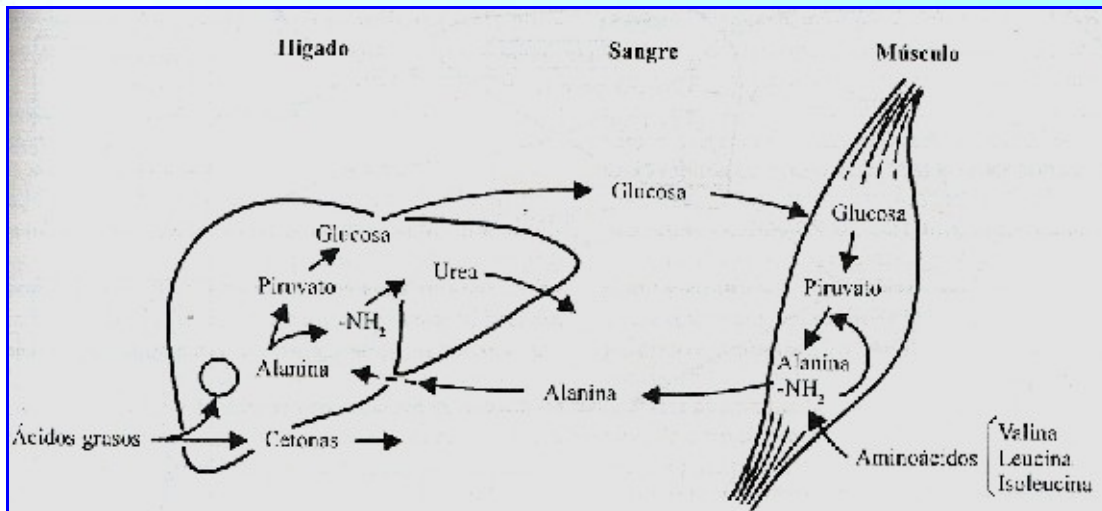 Hígado
Sangre
Músculo
Glucosa
Glucosa
Glucosa
Urea
Piruvato
-NH₂
Piruvato
Alanina
Alanina
Alanina
-NH₂
Ácidos grasos
Cetonas
Aminoácidos
Valina
Leucina
Isoleucina